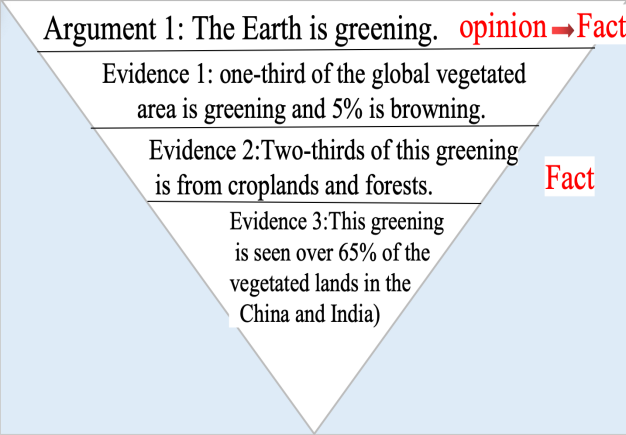 Argument 1: The Earth is greening. opinion Fact
Evidence 1: one-third of the global vegetated
area is greening and 5% is browning.
Evidence 2:Two-thirds of this greening
is from croplands and forests.
Fact
Evidence 3:This greening
is seen over 65% of the
vegetated lands in the
China and India)